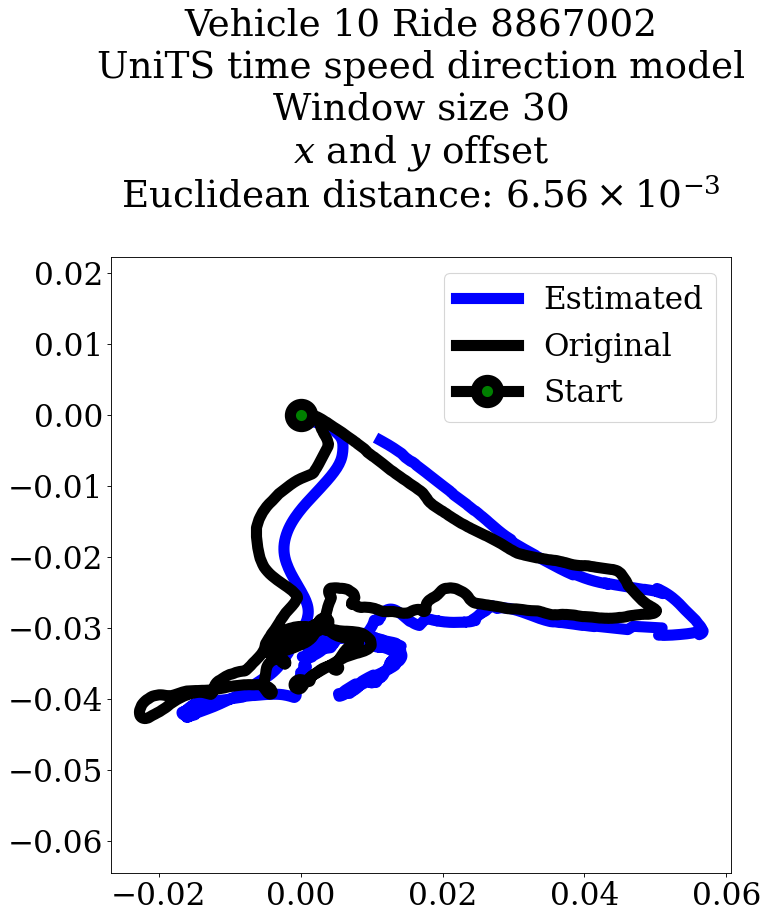 Vehicle 10 Ride 8867002
UniTS time speed direction model
Window size 30
x and y offset
Euclidean distance: 6.56 × 10⁻³
Estimated
Original
Start
0.02
0.01
0.00
−0.01
−0.02
−0.03
−0.04
−0.05
−0.06
−0.02 0.00 0.02 0.04 0.06